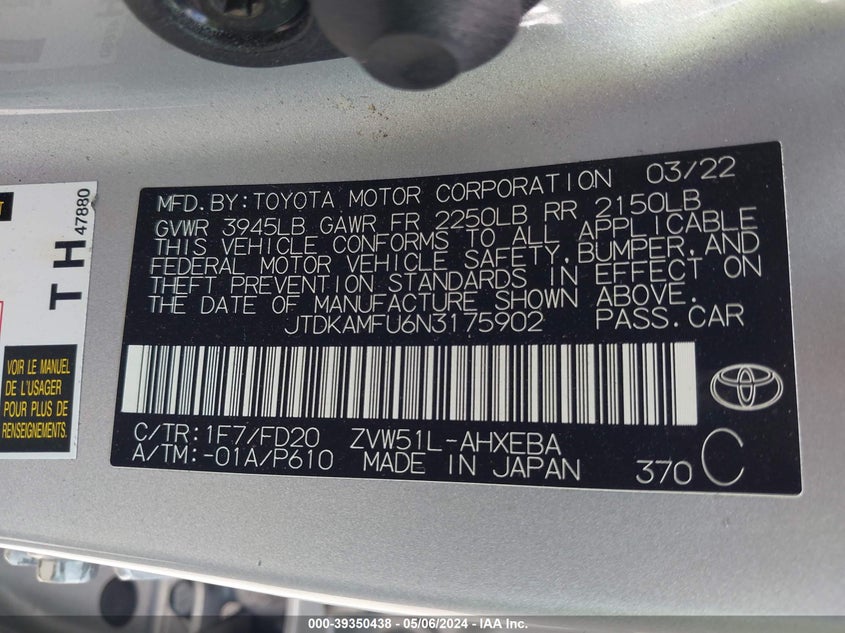 MFD. BY: TOYOTA MOTOR CORPORATION 03/22
GVWR 3945LB GAWR FR 2250LB RR 2150LB
THIS VEHICLE CONFORMS TO ALL APPLICABLE
FEDERAL MOTOR VEHICLE SAFETY, BUMPER, AND
THEFT PREVENTION STANDARDS IN EFFECT ON
THE DATE OF MANUFACTURE SHOWN ABOVE.
JTDKAMFU6N3175902 PASS. CAR
C/TR: 1F7/FD20 ZVW51L-AHXEBA
A/TM: -01A/P610 MADE IN JAPAN 370 C
TH
47880
VOIR LE MANUEL
DE L'USAGER
POUR PLUS DE
RENSEIGNEMENTS.
000-39350438 - 05/06/2024 - IAA Inc.